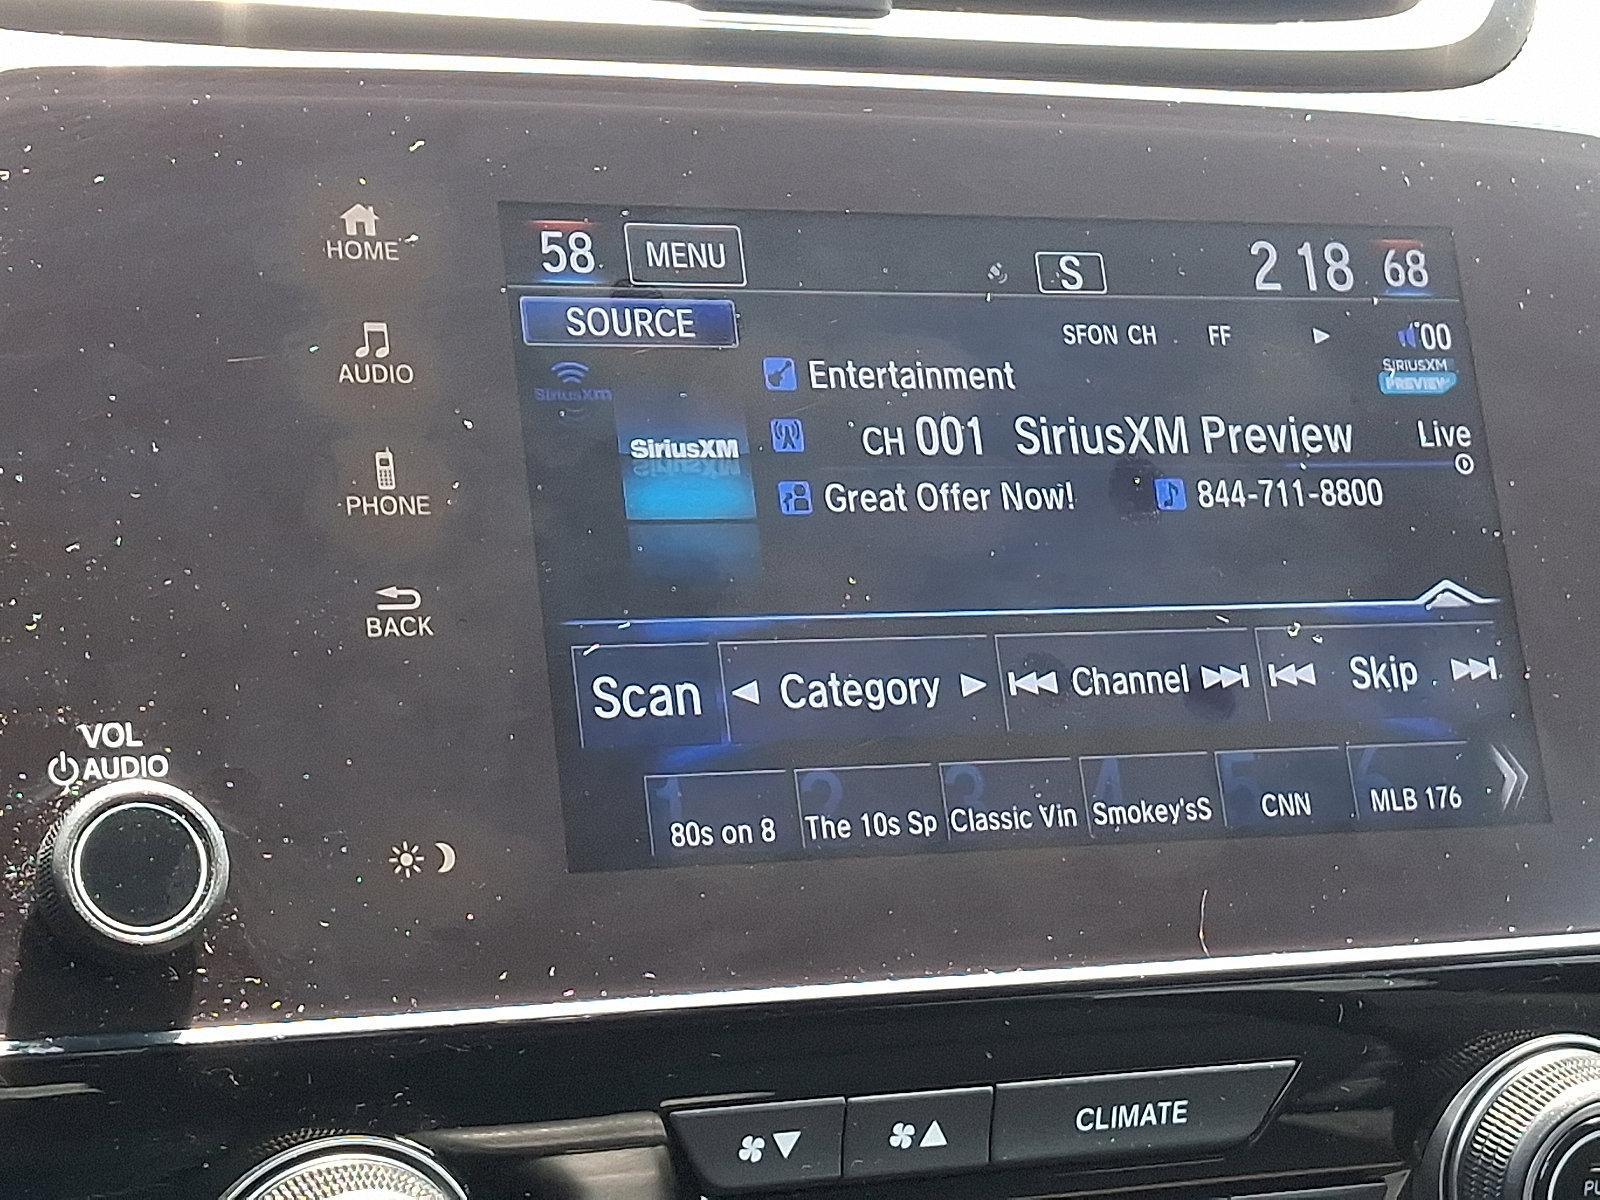 58 MENU S 2 18 68
SOURCE
SFON CH FF 00
SiriusXm
Entertainment
SIRIUSXM
PREVIEW
SiriusXM
CH 001 SiriusXM Preview Live
Great Offer Now! 844-711-8800
Scan Category Channel Skip
1 2 3 4 5 6
80s on 8 The 10s Sp Classic Vin Smokey'sS CNN MLB 176
HOME
AUDIO
PHONE
BACK
VOL
AUDIO
CLIMATE